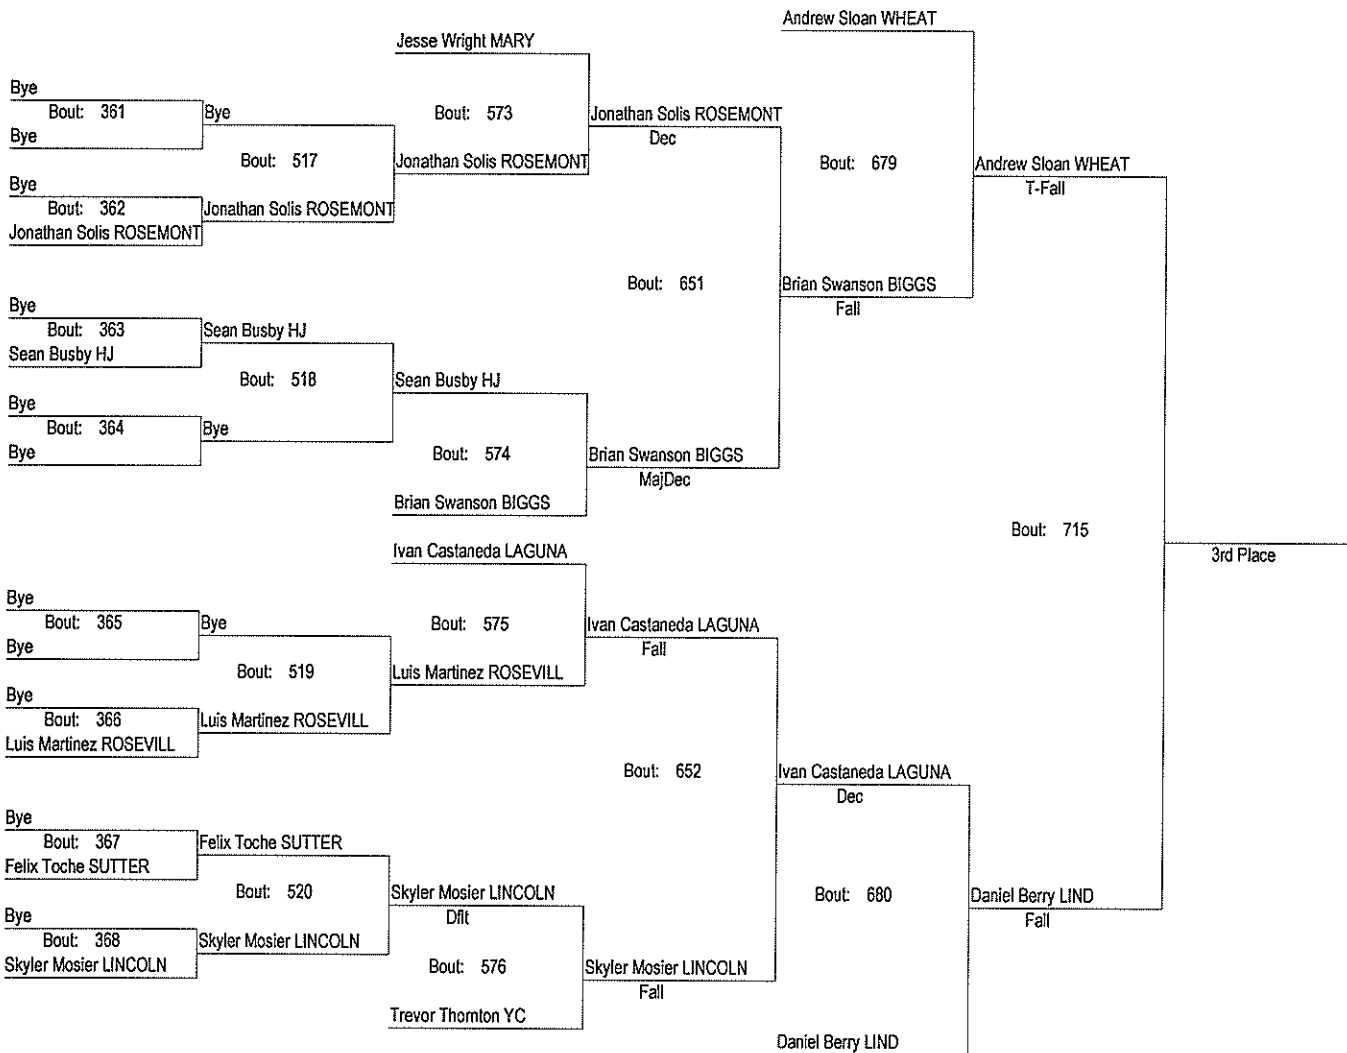 Andrew Sloan WHEAT
Jesse Wright MARY
Bye
Bout: 361
Bye
Bye
Bout: 573
Jonathan Solis ROSEMONT
Dec
Bout: 517
Jonathan Solis ROSEMONT
Bout: 679
Andrew Sloan WHEAT
T-Fall
Bye
Bout: 362
Jonathan Solis ROSEMONT
Jonathan Solis ROSEMONT
Bout: 651
Brian Swanson BIGGS
Fall
Bye
Bout: 363
Sean Busby HJ
Sean Busby HJ
Bout: 518
Sean Busby HJ
Bye
Bout: 364
Bye
Bye
Bout: 574
Brian Swanson BIGGS
MajDec
Brian Swanson BIGGS
Bout: 715
3rd Place
Ivan Castaneda LAGUNA
Bye
Bout: 365
Bye
Bye
Bout: 575
Ivan Castaneda LAGUNA
Fall
Bout: 519
Luis Martinez ROSEVILL
Bye
Bout: 366
Luis Martinez ROSEVILL
Luis Martinez ROSEVILL
Bout: 652
Ivan Castaneda LAGUNA
Dec
Bye
Bout: 367
Felix Toche SUTTER
Felix Toche SUTTER
Bout: 520
Skyler Mosier LINCOLN
Dflt
Bout: 680
Daniel Berry LIND
Fall
Bye
Bout: 368
Skyler Mosier LINCOLN
Skyler Mosier LINCOLN
Bout: 576
Skyler Mosier LINCOLN
Fall
Trevor Thornton YC
Daniel Berry LIND